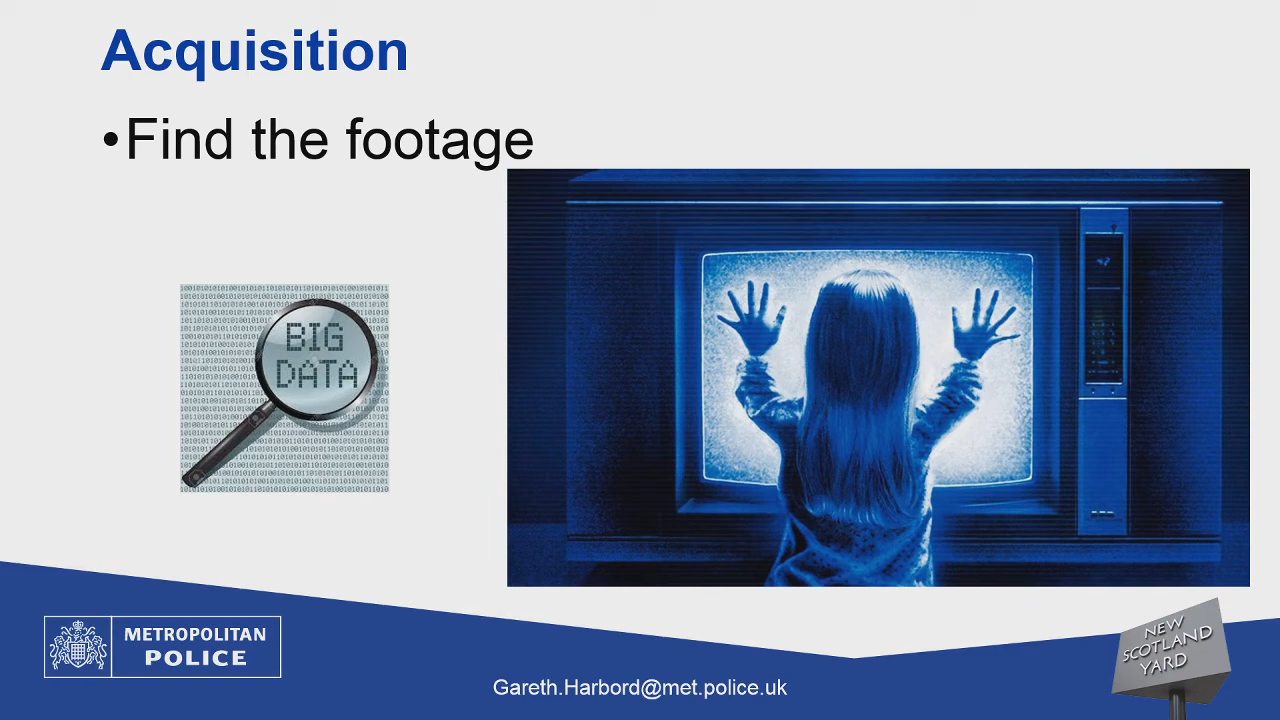 Acquisition
•Find the footage
BIG
DATA
METROPOLITAN
POLICE
Gareth.Harbord@met.police.uk
NEW
SCOTLAND
YARD